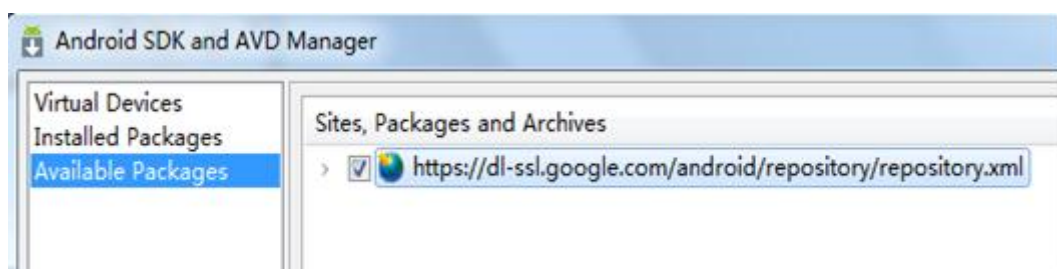 Android SDK and AVD Manager
Virtual Devices
Installed Packages
Available Packages
Sites, Packages and Archives
https://dl-ssl.google.com/android/repository/repository.xml